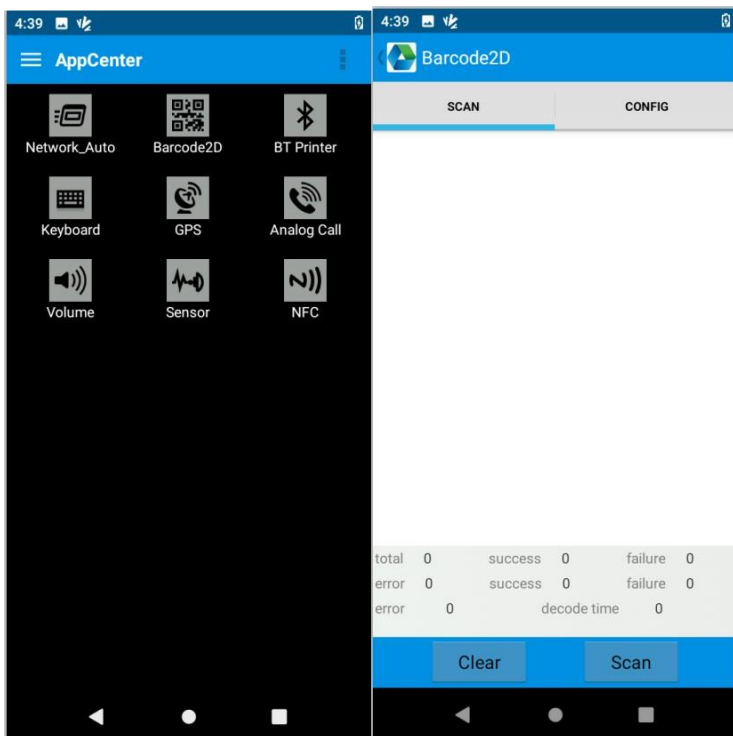 4:39
AppCenter
Network_Auto Barcode2D BT Printer
Keyboard GPS Analog Call
Volume Sensor NFC
4:39
Barcode2D
SCAN CONFIG
total 0 success 0 failure 0
error 0 success 0 failure 0
error 0 decode time 0
Clear Scan